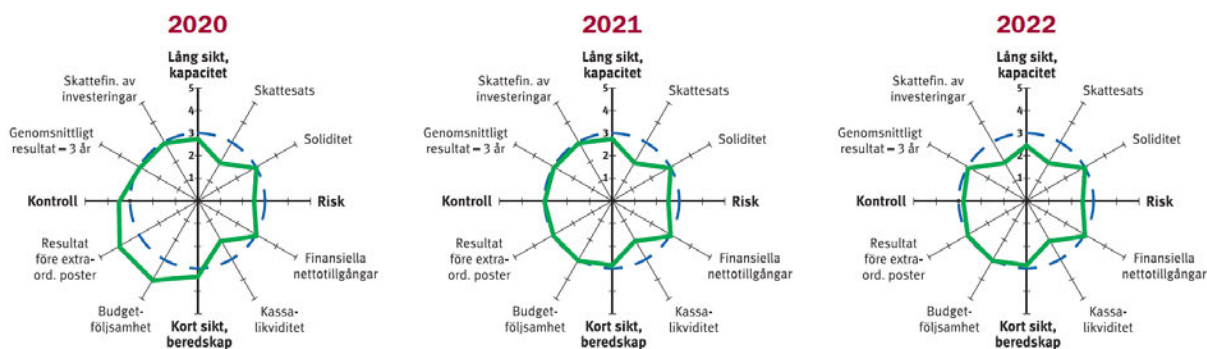 2020
Lång sikt,
kapacitet
Skattefin. av
investeringar
Skattesats
Genomsnittligt
resultat – 3 år
Soliditet
5
4
3
2
1
Kontroll
Risk
Resultat
före extra-
ord. poster
Finansiella
nettotillgångar
Budget-
följsamhet
Kassa-
likviditet
Kort sikt,
beredskap
2021
Lång sikt,
kapacitet
Skattefin. av
investeringar
Skattesats
Genomsnittligt
resultat – 3 år
Soliditet
5
4
3
2
1
Kontroll
Risk
Resultat
före extra-
ord. poster
Finansiella
nettotillgångar
Budget-
följsamhet
Kassa-
likviditet
Kort sikt,
beredskap
2022
Lång sikt,
kapacitet
Skattefin. av
investeringar
Skattesats
Genomsnittligt
resultat – 3 år
Soliditet
5
4
3
2
1
Kontroll
Risk
Resultat
före extra-
ord. poster
Finansiella
nettotillgångar
Budget-
följsamhet
Kassa-
likviditet
Kort sikt,
beredskap